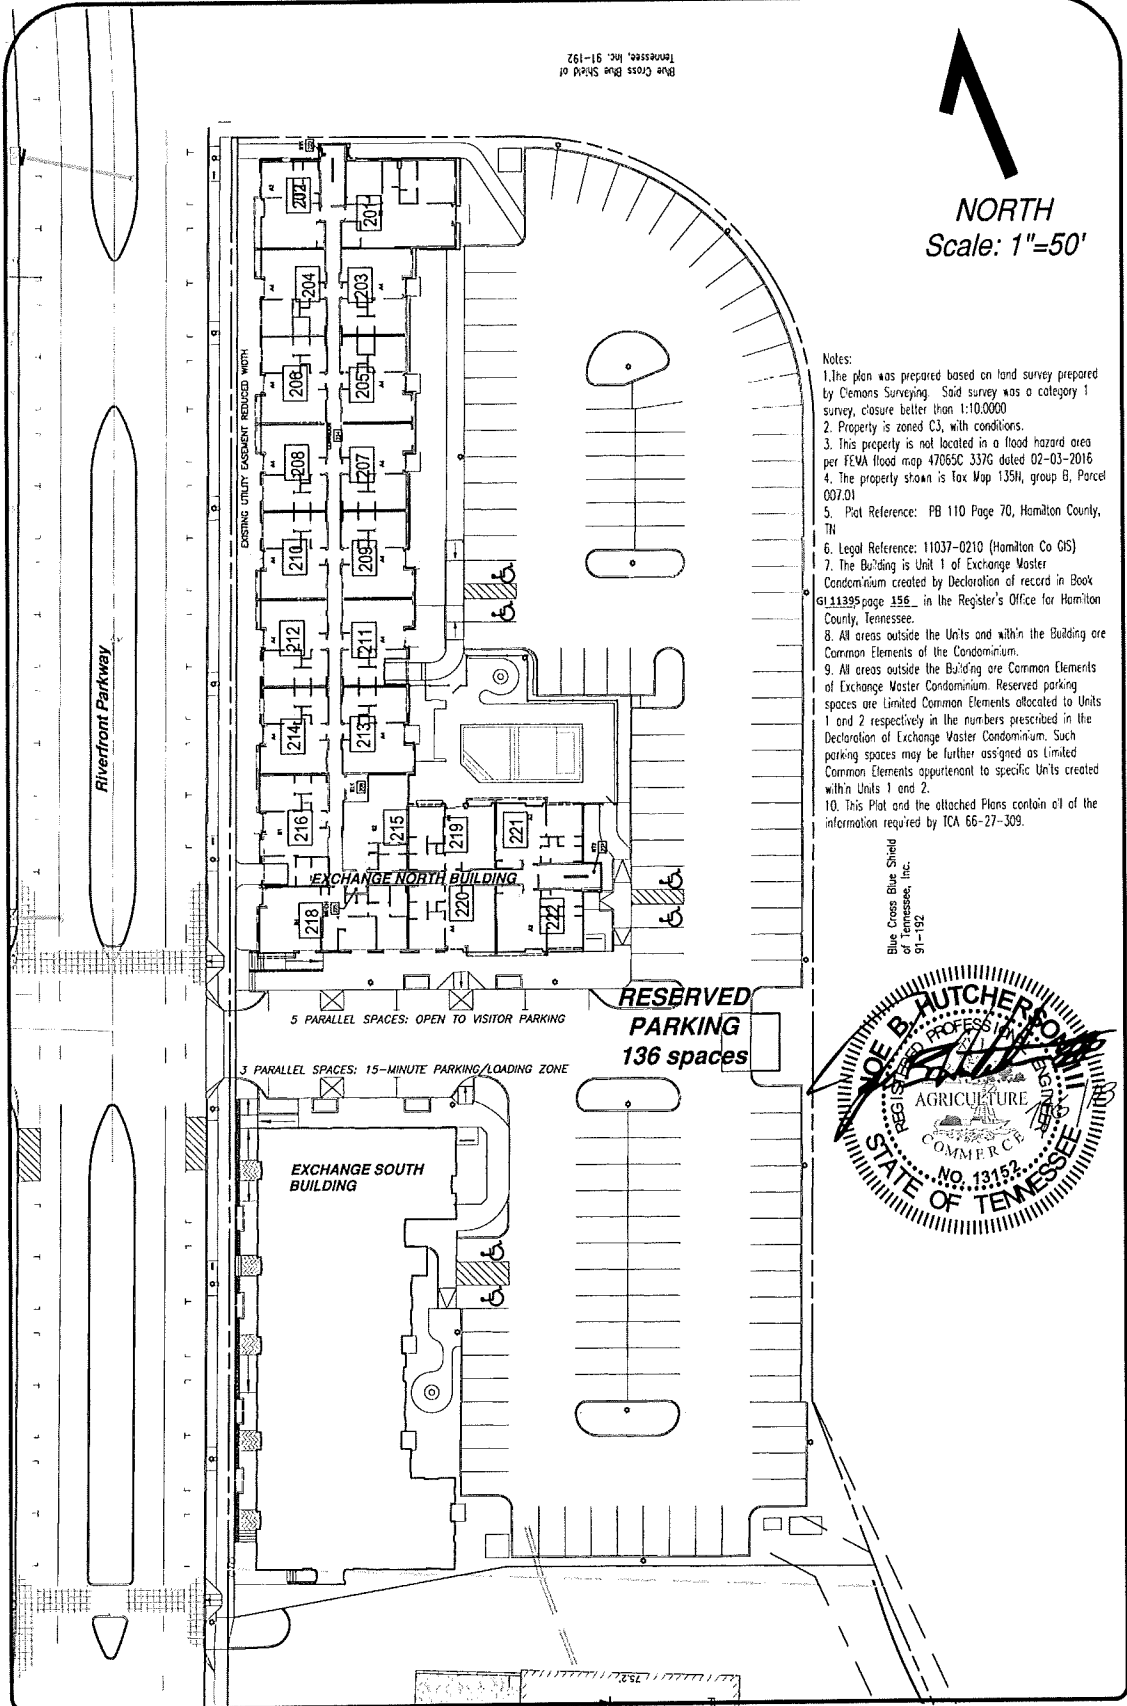 Blue Cross Blue Shield of
Tennessee, Inc. 91-192
NORTH
Scale: 1"=50'
202
201
204
203
206
205
EXISTING UTILITY EASEMENT REDUCED WIDTH
208
207
210
209
212
211
214
213
216
215
219
221
EXCHANGE NORTH BUILDING
218
220
222
Riverfront Parkway
Notes:
1.The plan was prepared based on land survey prepared
by Clemons Surveying. Said survey was a category 1
survey, closure better than 1:10.0000
2. Property is zoned C3, with conditions.
3. This property is not located in a flood hazard area
per FEMA flood map 47065C 337G dated 02-03-2016
4. The property shown is Tax Map 135N, group B, Parcel
007.01
5. Plat Reference: PB 110 Page 70, Hamilton County,
TN
6. Legal Reference: 11037-0210 (Hamilton Co GIS)
7. The Building is Unit 1 of Exchange Master
Condominium created by Declaration of record in Book
GI 11395 page 156 in the Register's Office for Hamilton
County, Tennessee.
8. All areas outside the Units and within the Building are
Common Elements of the Condominium.
9. All areas outside the Building are Common Elements
of Exchange Master Condominium. Reserved parking
spaces are Limited Common Elements allocated to Units
1 and 2 respectively in the numbers prescribed in the
Declaration of Exchange Master Condominium. Such
parking spaces may be further assigned as Limited
Common Elements appurtenant to specific Units created
within Units 1 and 2.
10. This Plat and the attached Plans contain all of the
information required by TCA 66-27-309.
Blue Cross Blue Shield
of Tennessee, Inc.
91-192
RESERVED
PARKING
136 spaces
5 PARALLEL SPACES: OPEN TO VISITOR PARKING
3 PARALLEL SPACES: 15-MINUTE PARKING/LOADING ZONE
EXCHANGE SOUTH
BUILDING
JOE B. HUTCHERSON III
REGISTERED PROFESSIONAL ENGINEER
AGRICULTURE
COMMERCE
NO. 13152
STATE OF TENNESSEE
75.2'